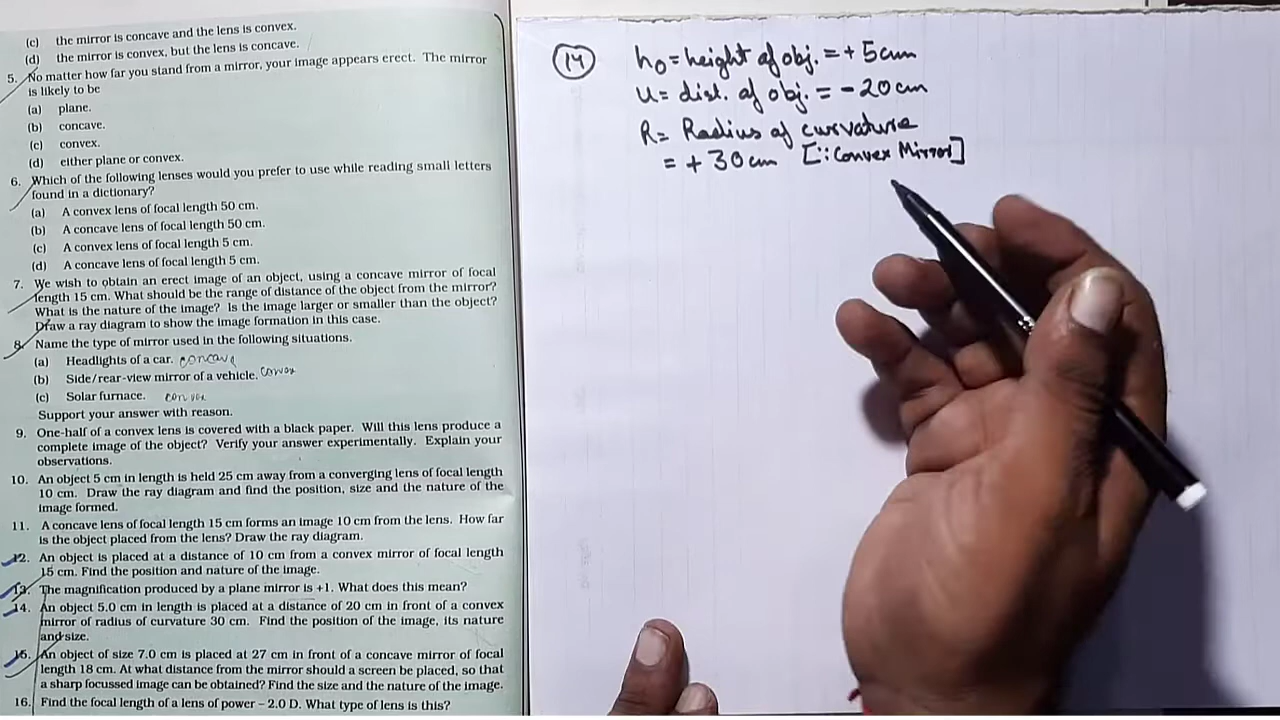 (c) the mirror is concave and the lens is convex.
(d) the mirror is convex, but the lens is concave.
5. No matter how far you stand from a mirror, your image appears erect. The mirror
is likely to be
(a) plane.
(b) concave.
(c) convex.
(d) either plane or convex.
6. Which of the following lenses would you prefer to use while reading small letters
found in a dictionary?
(a) A convex lens of focal length 50 cm.
(b) A concave lens of focal length 50 cm.
(c) A convex lens of focal length 5 cm.
(d) A concave lens of focal length 5 cm.
7. We wish to obtain an erect image of an object, using a concave mirror of focal
length 15 cm. What should be the range of distance of the object from the mirror?
What is the nature of the image? Is the image larger or smaller than the object?
Draw a ray diagram to show the image formation in this case.
8. Name the type of mirror used in the following situations.
(a) Headlights of a car. concave
(b) Side/rear-view mirror of a vehicle. convex
(c) Solar furnace. convex
Support your answer with reason.
9. One-half of a convex lens is covered with a black paper. Will this lens produce a
complete image of the object? Verify your answer experimentally. Explain your
observations.
10. An object 5 cm in length is held 25 cm away from a converging lens of focal length
10 cm. Draw the ray diagram and find the position, size and the nature of the
image formed.
11. A concave lens of focal length 15 cm forms an image 10 cm from the lens. How far
is the object placed from the lens? Draw the ray diagram.
12. An object is placed at a distance of 10 cm from a convex mirror of focal length
15 cm. Find the position and nature of the image.
13. The magnification produced by a plane mirror is +1. What does this mean?
14. An object 5.0 cm in length is placed at a distance of 20 cm in front of a convex
mirror of radius of curvature 30 cm. Find the position of the image, its nature
and size.
15. An object of size 7.0 cm is placed at 27 cm in front of a concave mirror of focal
length 18 cm. At what distance from the mirror should a screen be placed, so that
a sharp focussed image can be obtained? Find the size and the nature of the image.
16. Find the focal length of a lens of power – 2.0 D. What type of lens is this?
14 ho = height of obj. = + 5 cm
u = dist. of obj. = - 20 cm
R = Radius of curvature
= + 30 cm [∵ Convex Mirror]